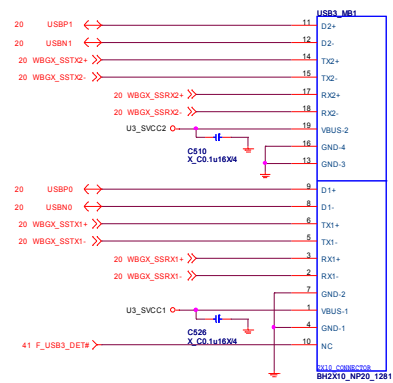 USB3_MB1
20 USBP1 11 D2+
20 USBN1 12 D2-
20 WBGX_SSTX2+ 14 TX2+
20 WBGX_SSTX2- 15 TX2-
20 WBGX_SSRX2+ 17 RX2+
20 WBGX_SSRX2- 18 RX2-
U3_SVCC2 19 VBUS-2
16 GND-4
C510
X_C0.1u16X/4
13 GND-3
20 USBP0 9 D1+
20 USBN0 8 D1-
20 WBGX_SSTX1+ 6 TX1+
20 WBGX_SSTX1- 5 TX1-
20 WBGX_SSRX1+ 3 RX1+
20 WBGX_SSRX1- 2 RX1-
7 GND-2
U3_SVCC1 1 VBUS-1
4 GND-1
C526
X_C0.1u16X/4
41 F_USB3_DET# 10 NC
2X10_CONNECTOR
BH2X10_NP20_1281